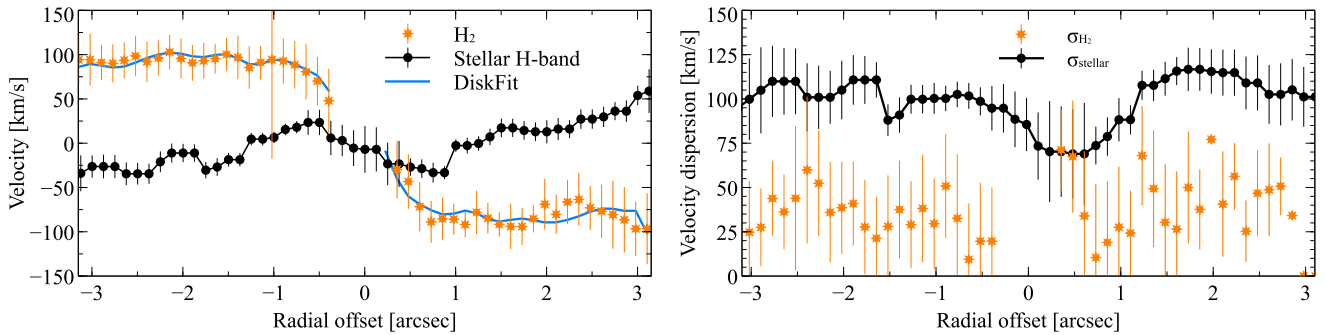 150
100
50
0
−50
−100
−150
Velocity [km/s]
H₂
Stellar H-band
DiskFit
−3 −2 −1 0 1 2 3
Radial offset [arcsec]
150
125
100
75
50
25
0
Velocity dispersion [km/s]
σH₂
σstellar
−3 −2 −1 0 1 2 3
Radial offset [arcsec]